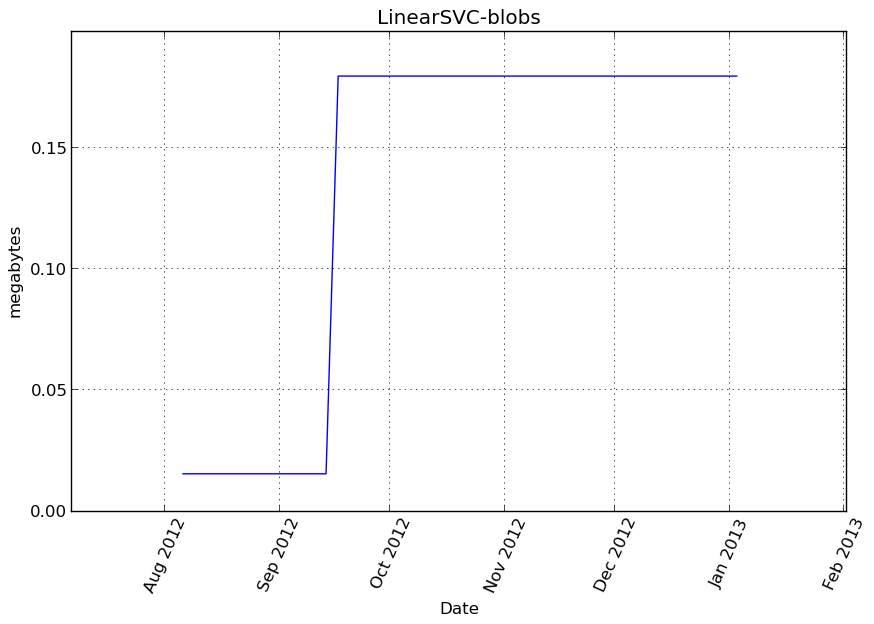 LinearSVC-blobs
megabytes
0.15
0.10
0.05
0.00
Aug 2012
Sep 2012
Oct 2012
Nov 2012
Dec 2012
Jan 2013
Feb 2013
Date